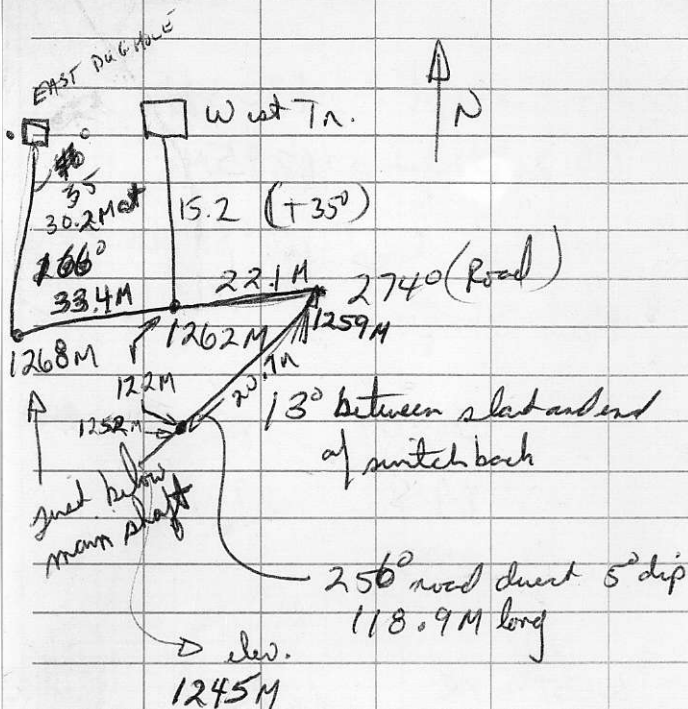 EAST DUG HOLE
West Tr.
N
35
30.2M at
15.2 (+35°)
266°
33.4M
22.1M
274° (Road)
1268M
1262M
1259M
122M
20.7M
1252M
13° between start and end
of switchback
just below
main shaft
256° road direct 5° dip
118.9M long
elev.
1245M